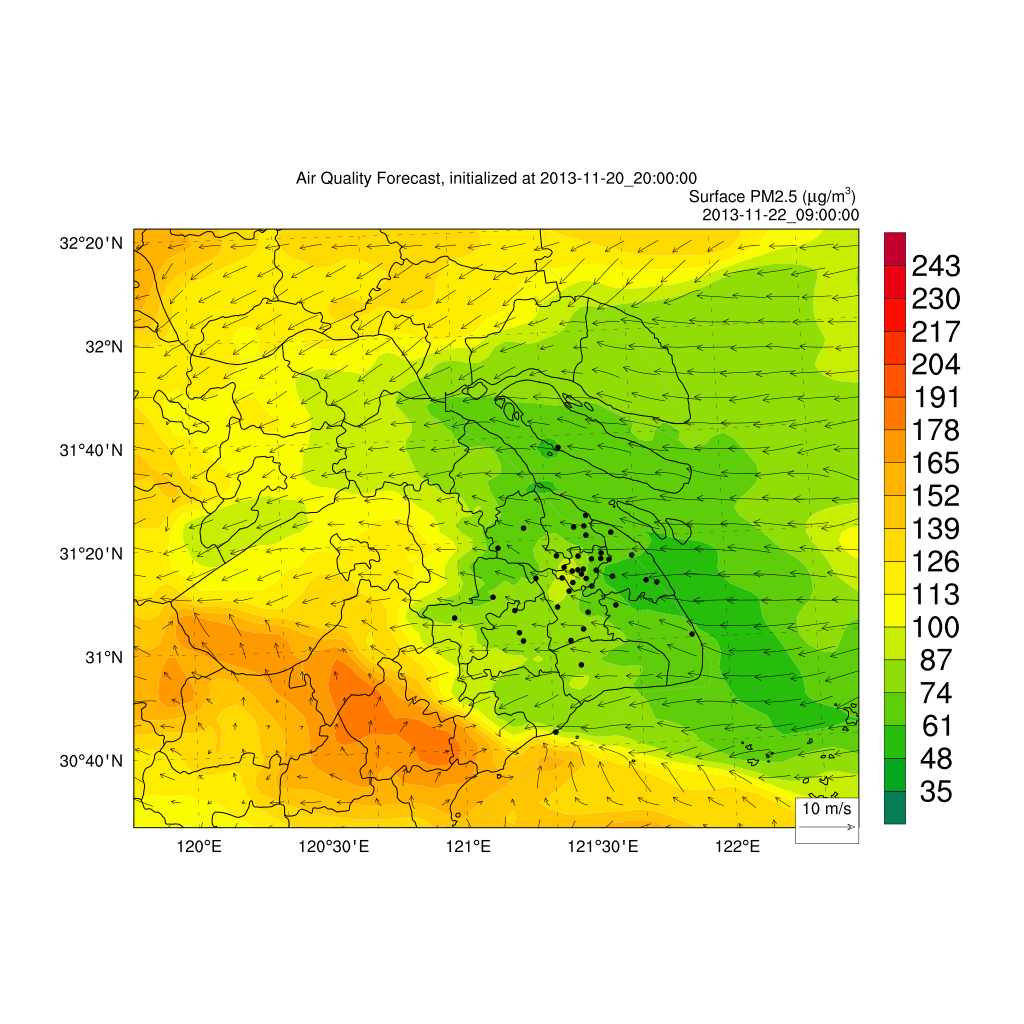 Air Quality Forecast, initialized at 2013-11-20_20:00:00
Surface PM2.5 (μg/m³)
2013-11-22_09:00:00
32°20'N
32°N
31°40'N
31°20'N
31°N
30°40'N
120°E
120°30'E
121°E
121°30'E
122°E
10 m/s
243
230
217
204
191
178
165
152
139
126
113
100
87
74
61
48
35